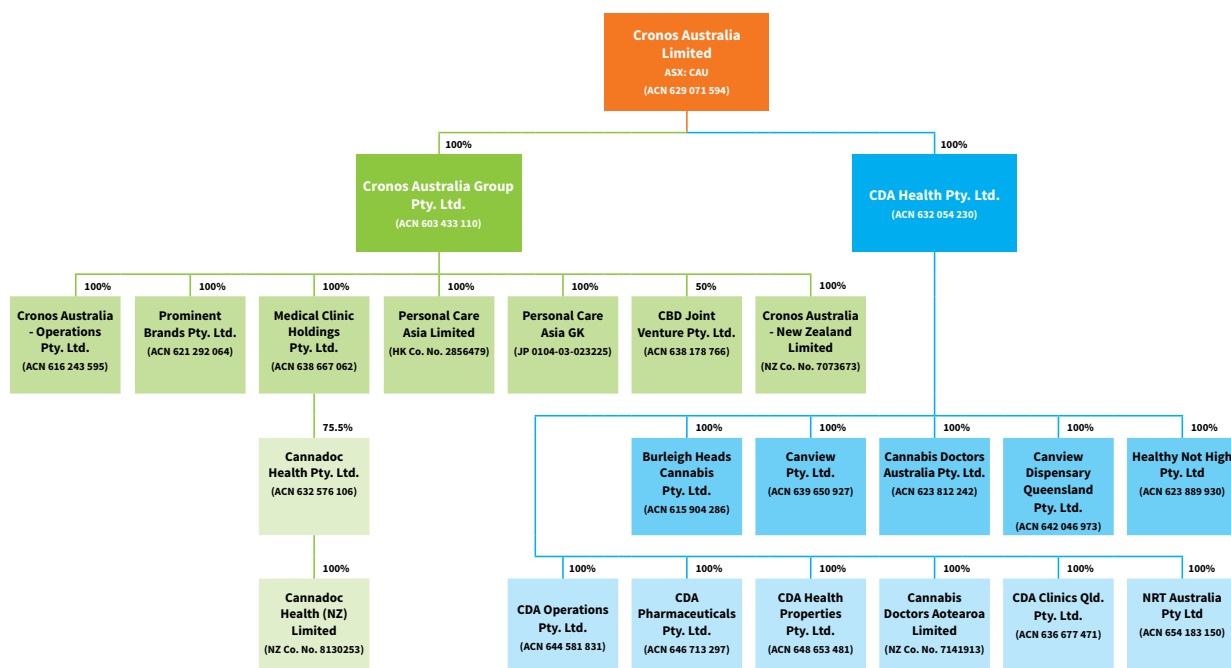 Cronos Australia
Limited
ASX: CAU
(ACN 629 071 594)
100%
100%
Cronos Australia Group
Pty. Ltd.
(ACN 603 433 110)
CDA Health Pty. Ltd.
(ACN 632 054 230)
100%
100%
100%
100%
100%
50%
100%
Cronos Australia
- Operations
Pty. Ltd.
(ACN 616 243 595)
Prominent
Brands Pty. Ltd.
(ACN 621 292 064)
Medical Clinic
Holdings
Pty. Ltd.
(ACN 638 667 062)
Personal Care
Asia Limited
(HK Co. No. 2856479)
Personal Care
Asia GK
(JP 0104-03-023225)
CBD Joint
Venture Pty. Ltd.
(ACN 638 178 766)
Cronos Australia
- New Zealand
Limited
(NZ Co. No. 7073673)
75.5%
100%
100%
100%
100%
100%
Cannadoc
Health Pty. Ltd.
(ACN 632 576 106)
Burleigh Heads
Cannabis
Pty. Ltd.
(ACN 615 904 286)
Canview
Pty. Ltd.
(ACN 639 650 927)
Cannabis Doctors
Australia Pty. Ltd.
(ACN 623 812 242)
Canview
Dispensary
Queensland
Pty. Ltd.
(ACN 642 046 973)
Healthy Not High
Pty. Ltd
(ACN 623 889 930)
100%
100%
100%
100%
100%
100%
100%
Cannadoc
Health (NZ)
Limited
(NZ Co. No. 8130253)
CDA Operations
Pty. Ltd.
(ACN 644 581 831)
CDA
Pharmaceuticals
Pty. Ltd.
(ACN 646 713 297)
CDA Health
Properties
Pty. Ltd.
(ACN 648 653 481)
Cannabis
Doctors Aotearoa
Limited
(NZ Co. No. 7141913)
CDA Clinics Qld.
Pty. Ltd.
(ACN 636 677 471)
NRT Australia
Pty Ltd
(ACN 654 183 150)